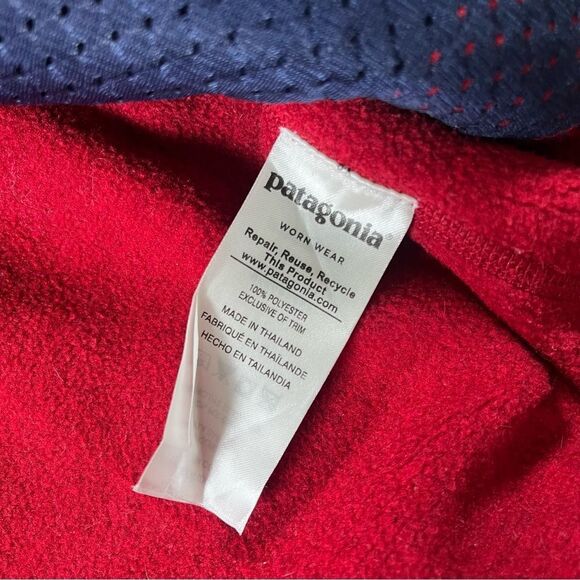 patagonia
WORN WEAR
Repair, Reuse, Recycle
This Product
www.patagonia.com
100% POLYESTER
EXCLUSIVE OF TRIM
MADE IN THAILAND
FABRIQUÉ EN THAÏLANDE
HECHO EN TAILANDIA